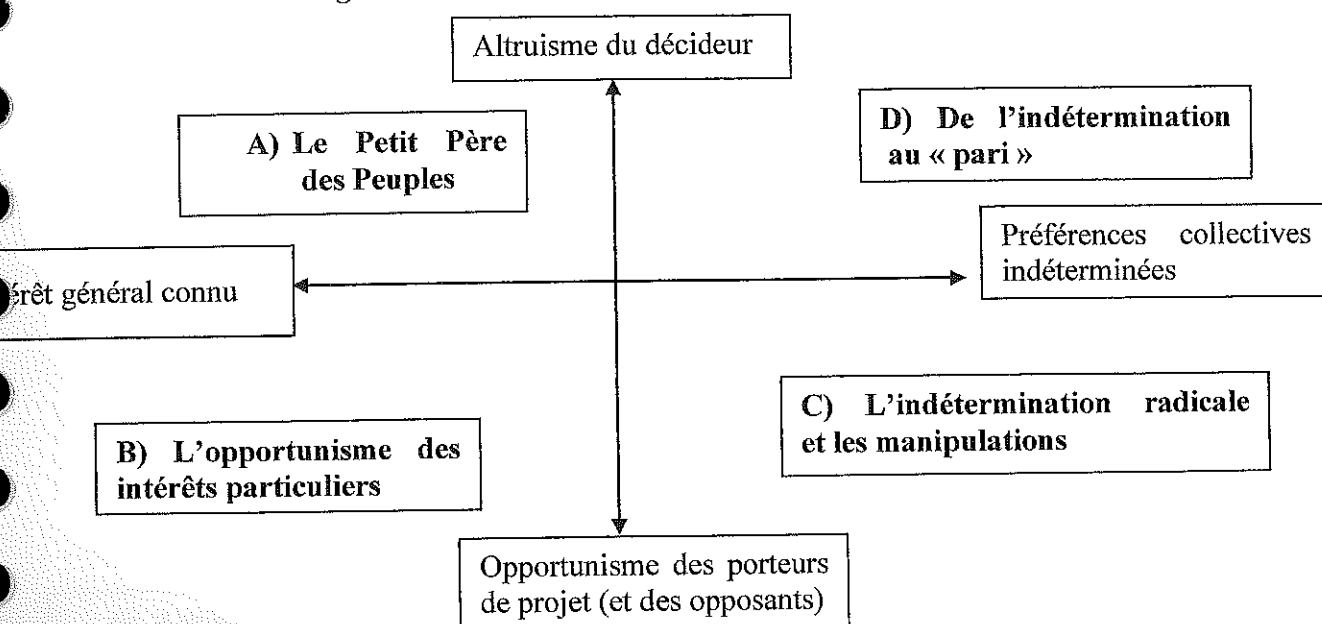 Altruisme du décideur
A) Le Petit Père
des Peuples
D) De l'indétermination
au « pari »
Préférences collectives
indéterminées
érêt général connu
C) L'indétermination radicale
et les manipulations
B) L'opportunisme des
intérêts particuliers
Opportunisme des porteurs
de projet (et des opposants)